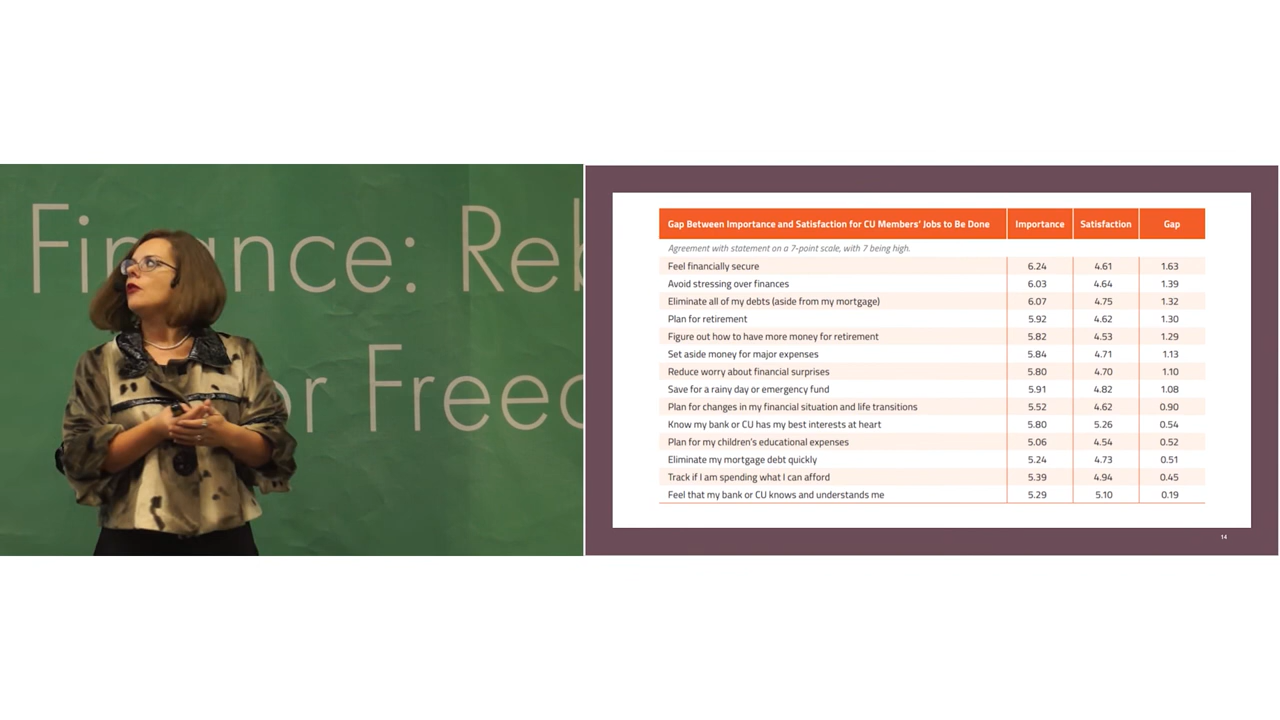 Finance: Reb
or Freed
Gap Between Importance and Satisfaction for CU Members' Jobs to Be Done Importance Satisfaction Gap
Agreement with statement on a 7-point scale, with 7 being high.
Feel financially secure 6.24 4.61 1.63
Avoid stressing over finances 6.03 4.64 1.39
Eliminate all of my debts (aside from my mortgage) 6.07 4.75 1.32
Plan for retirement 5.92 4.62 1.30
Figure out how to have more money for retirement 5.82 4.53 1.29
Set aside money for major expenses 5.84 4.71 1.13
Reduce worry about financial surprises 5.80 4.70 1.10
Save for a rainy day or emergency fund 5.91 4.82 1.08
Plan for changes in my financial situation and life transitions 5.52 4.62 0.90
Know my bank or CU has my best interests at heart 5.80 5.26 0.54
Plan for my children's educational expenses 5.06 4.54 0.52
Eliminate my mortgage debt quickly 5.24 4.73 0.51
Track if I am spending what I can afford 5.39 4.94 0.45
Feel that my bank or CU knows and understands me 5.29 5.10 0.19
14